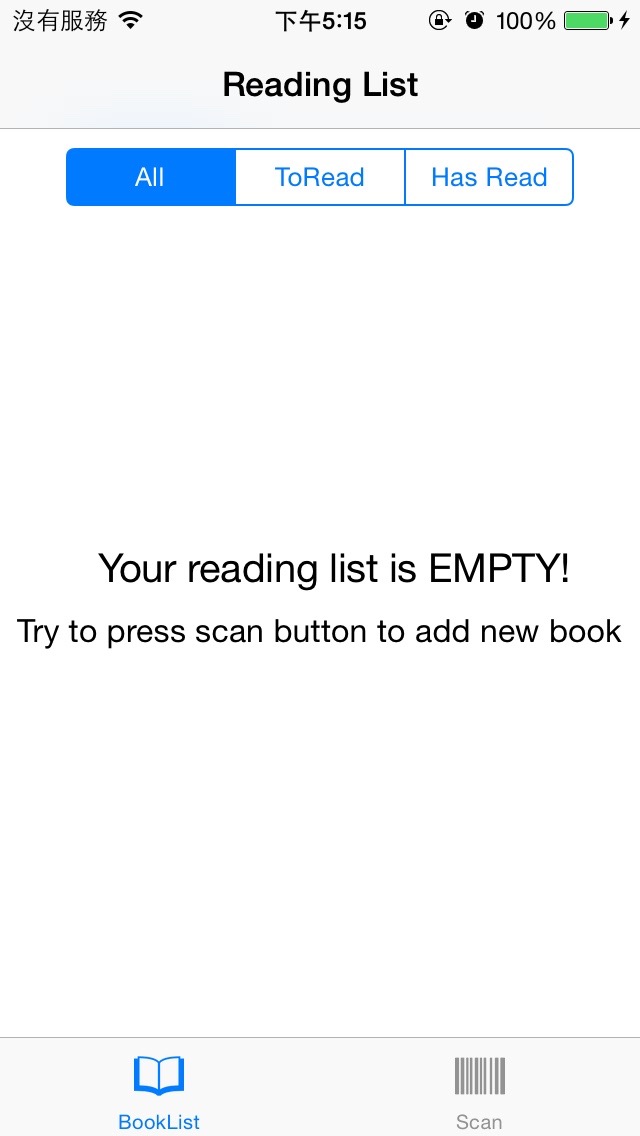 沒有服務 下午5:15 100%
Reading List
All ToRead Has Read
Your reading list is EMPTY!
Try to press scan button to add new book
BookList Scan